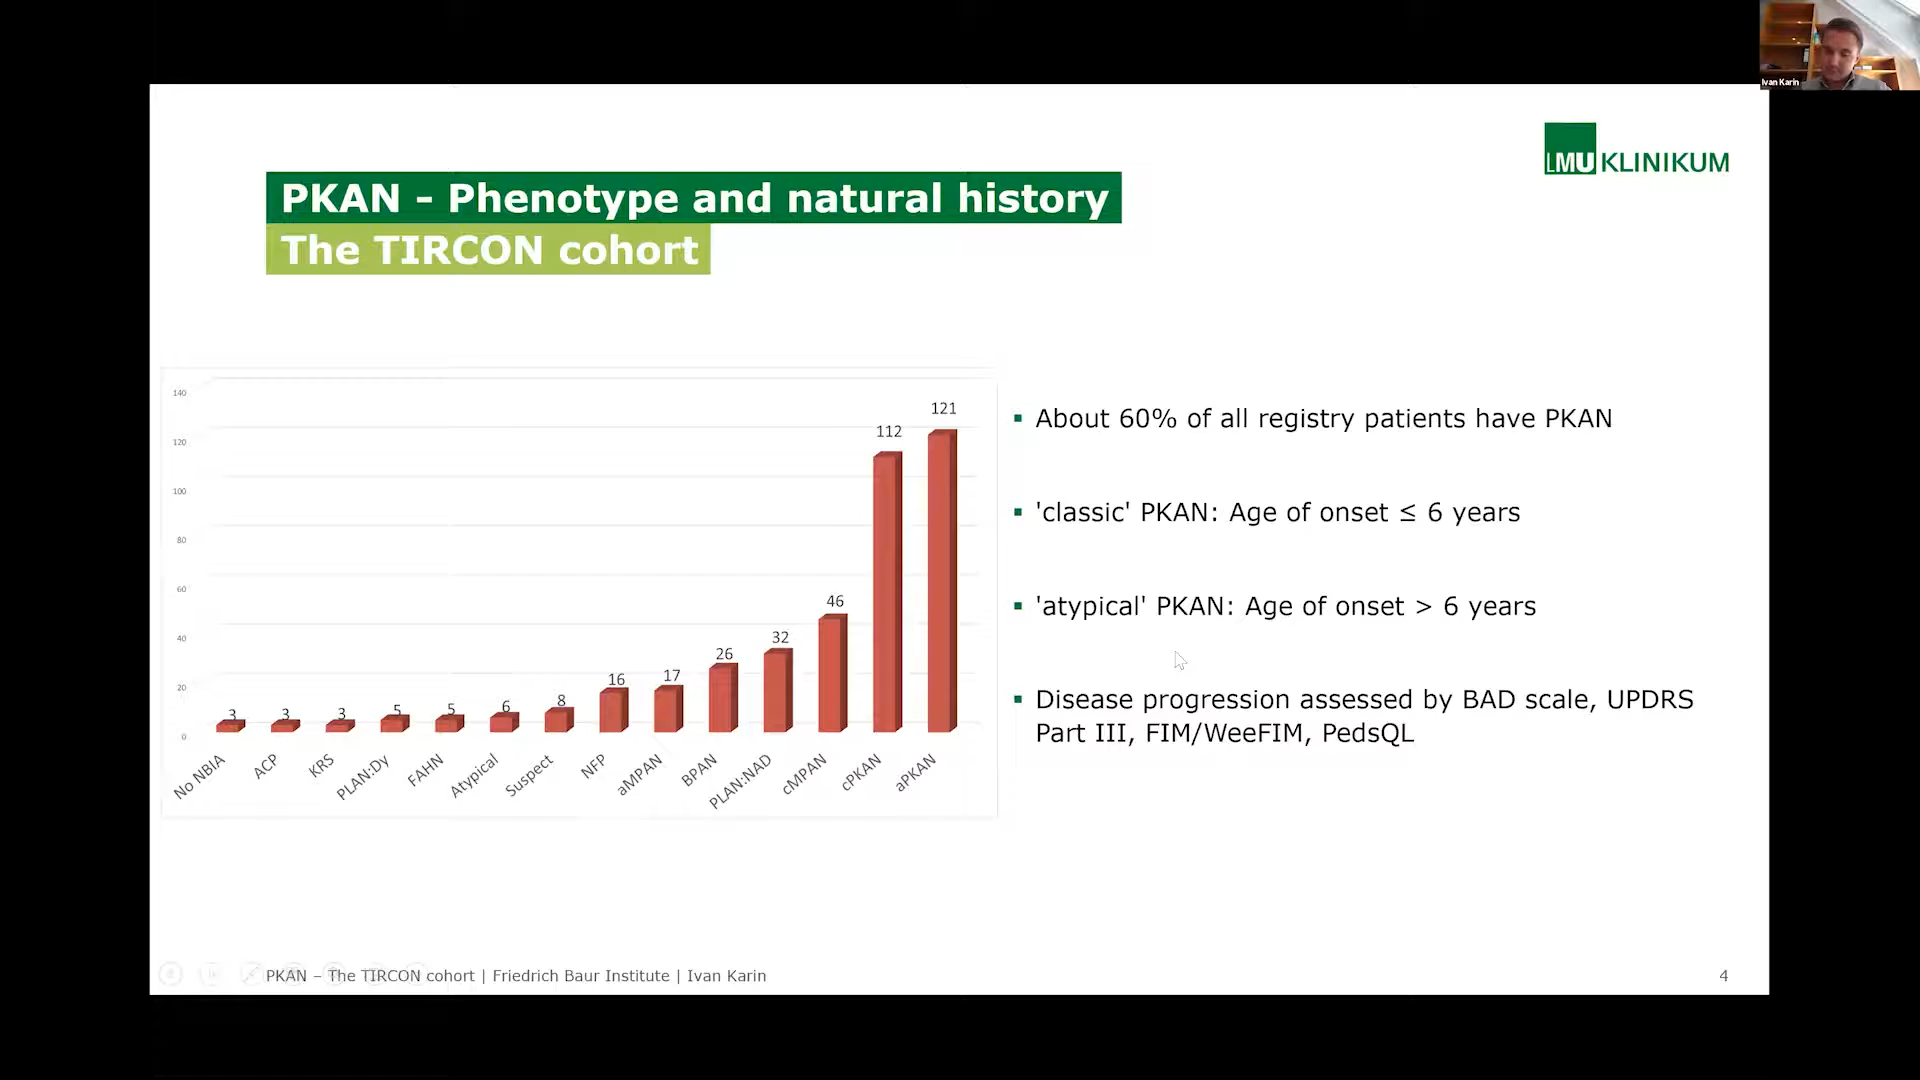 Ivan Karin
LMU KLINIKUM
PKAN - Phenotype and natural history
The TIRCON cohort
140
120
100
80
60
40
20
0
3
3
3
5
5
6
8
16
17
26
32
46
112
121
No NBIA
ACP
KRS
PLAN:Dy
FAHN
Atypical
Suspect
NFP
aMPAN
BPAN
PLAN:NAD
cMPAN
cPKAN
aPKAN
▪ About 60% of all registry patients have PKAN
▪ 'classic' PKAN: Age of onset ≤ 6 years
▪ 'atypical' PKAN: Age of onset > 6 years
▪ Disease progression assessed by BAD scale, UPDRS
Part III, FIM/WeeFIM, PedsQL
PKAN – The TIRCON cohort | Friedrich Baur Institute | Ivan Karin
4